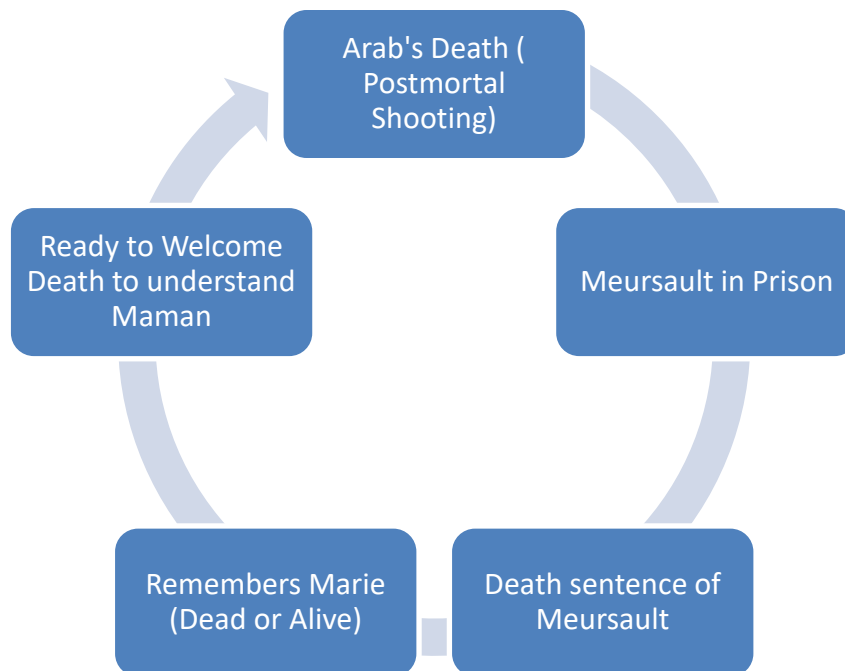 Arab's Death (
Postmortal
Shooting)
Meursault in Prison
Death sentence of
Meursault
Remembers Marie
(Dead or Alive)
Ready to Welcome
Death to understand
Maman